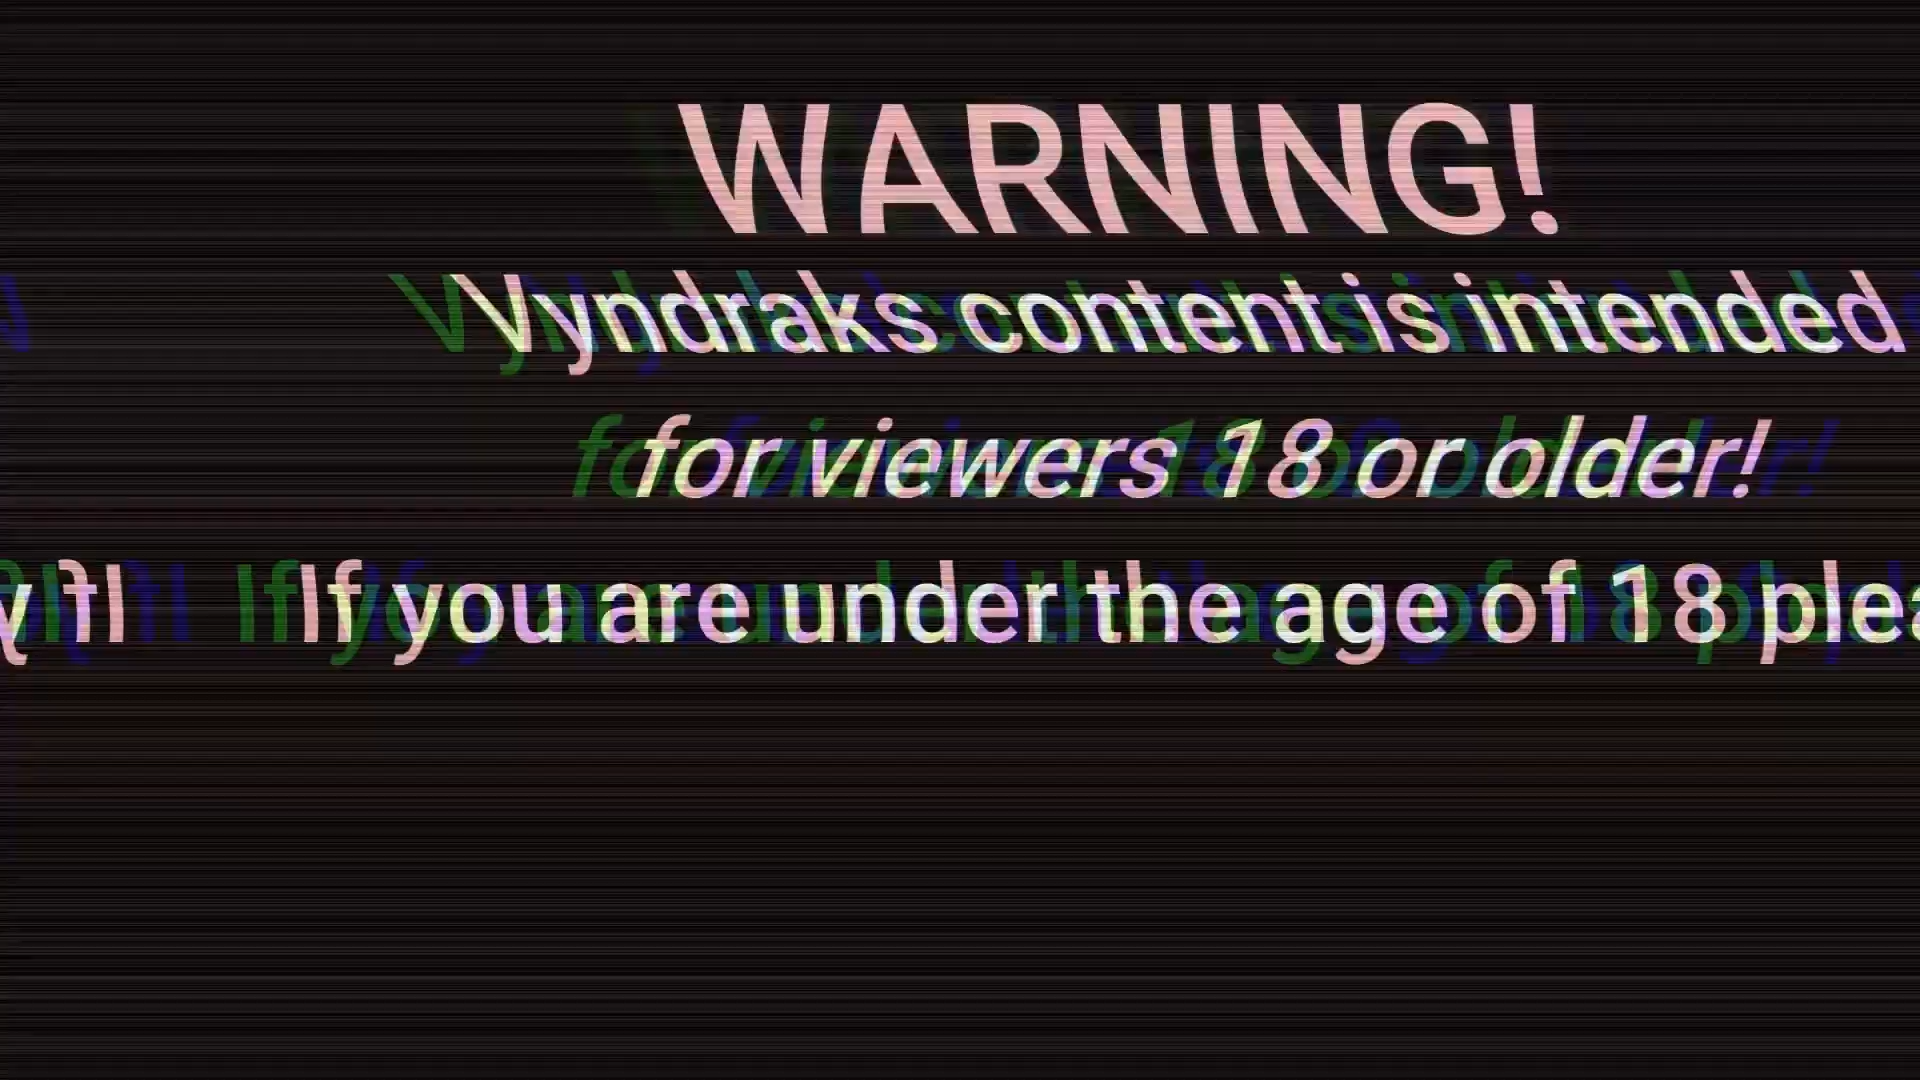 WARNING!
Vyndraks content is intended
for viewers 18 or older!
If you are under the age of 18